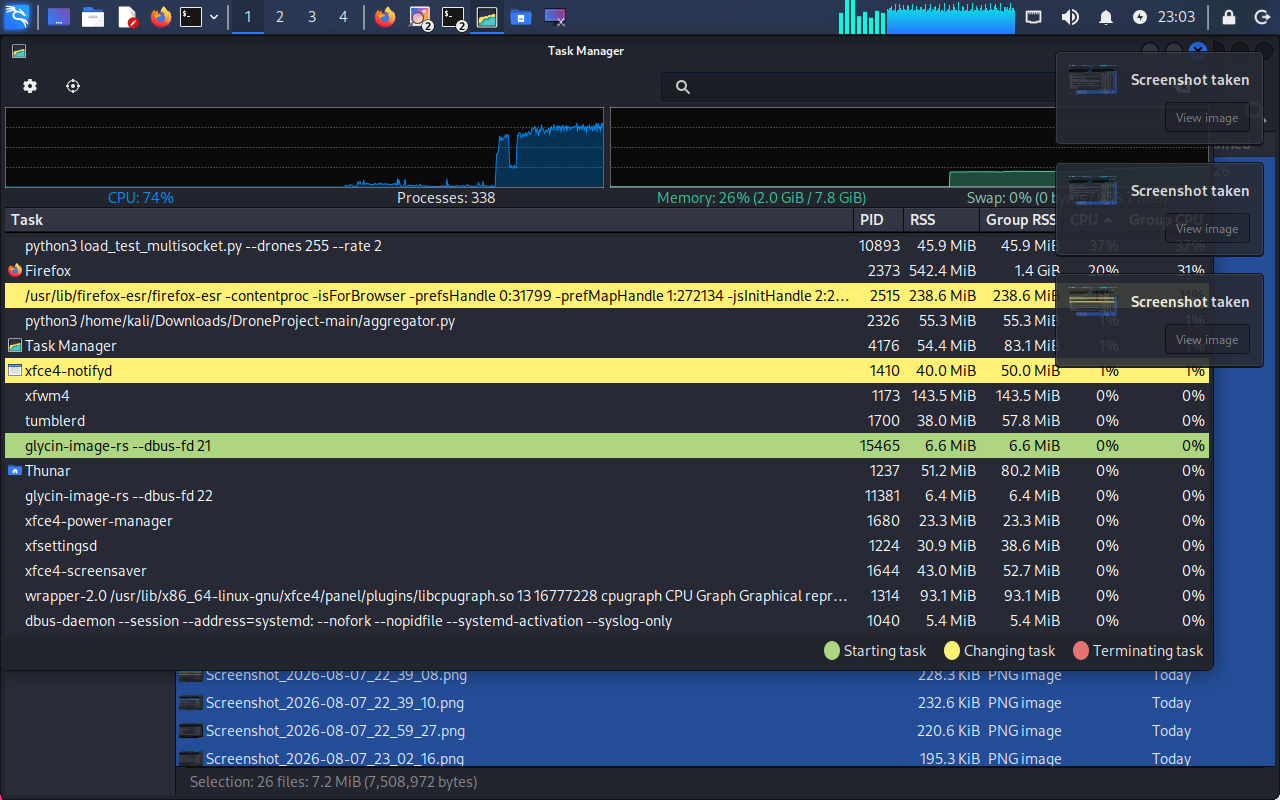 1 2 3 4 2 2 23:03
Task Manager
Screenshot taken
View image
CPU: 74% Processes: 338 Memory: 26% (2.0 GiB / 7.8 GiB) Swap: 0% (0
Screenshot taken
View image
Task PID RSS Group RSS CPU Group CPU
python3 load_test_multisocket.py --drones 255 --rate 2 10893 45.9 MiB 45.9 MiB 37% 37%
Firefox 2373 542.4 MiB 1.4 GiB 20% 31%
/usr/lib/firefox-esr/firefox-esr -contentproc -isForBrowser -prefsHandle 0:31799 -prefMapHandle 1:272134 -jsInitHandle 2:2... 2515 238.6 MiB 238.6 MiB
Screenshot taken
View image
python3 /home/kali/Downloads/DroneProject-main/aggregator.py 2326 55.3 MiB 55.3 MiB 1% 1%
Task Manager 4176 54.4 MiB 83.1 MiB 1% 1%
xfce4-notifyd 1410 40.0 MiB 50.0 MiB 1% 1%
xfwm4 1173 143.5 MiB 143.5 MiB 0% 0%
tumblerd 1700 38.0 MiB 57.8 MiB 0% 0%
glycin-image-rs --dbus-fd 21 15465 6.6 MiB 6.6 MiB 0% 0%
Thunar 1237 51.2 MiB 80.2 MiB 0% 0%
glycin-image-rs --dbus-fd 22 11381 6.4 MiB 6.4 MiB 0% 0%
xfce4-power-manager 1680 23.3 MiB 23.3 MiB 0% 0%
xfsettingsd 1224 30.9 MiB 38.6 MiB 0% 0%
xfce4-screensaver 1644 43.0 MiB 52.7 MiB 0% 0%
wrapper-2.0 /usr/lib/x86_64-linux-gnu/xfce4/panel/plugins/libcpugraph.so 13 16777228 cpugraph CPU Graph Graphical repr... 1314 93.1 MiB 93.1 MiB 0% 0%
dbus-daemon --session --address=systemd: --nofork --nopidfile --systemd-activation --syslog-only 1040 5.4 MiB 5.4 MiB 0% 0%
Starting task Changing task Terminating task
Screenshot_2026-08-07_22_39_08.png 228.3 KiB PNG image Today
Screenshot_2026-08-07_22_39_10.png 232.6 KiB PNG image Today
Screenshot_2026-08-07_22_59_27.png 220.6 KiB PNG image Today
Screenshot_2026-08-07_23_02_16.png 195.3 KiB PNG image Today
Selection: 26 files: 7.2 MiB (7,508,972 bytes)